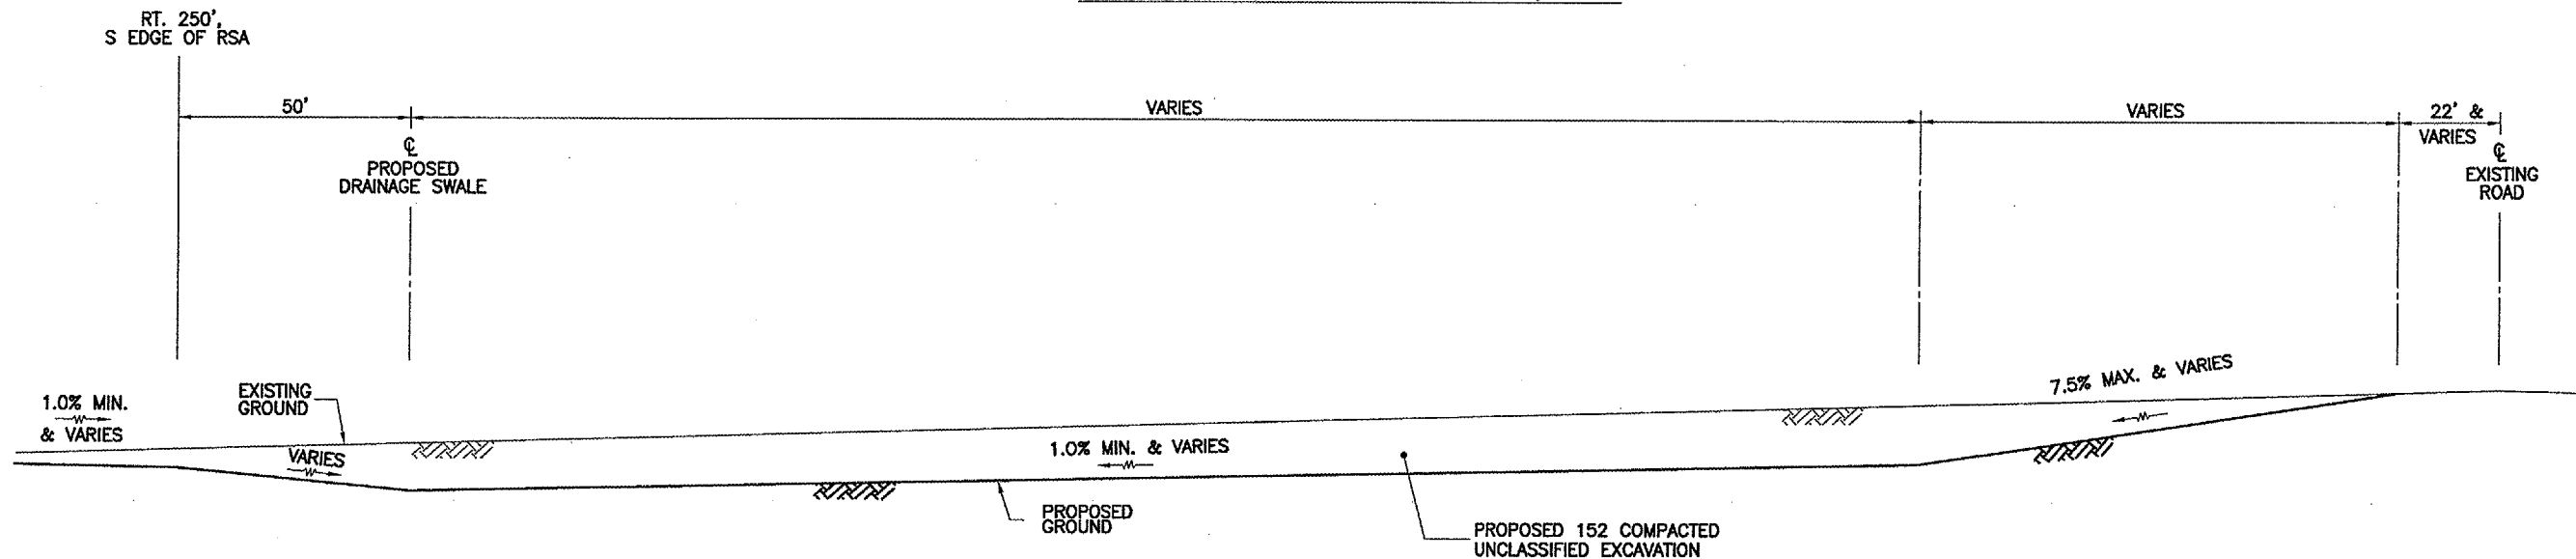 RT. 250',
S EDGE OF RSA
50'
VARIES
VARIES
22' &
VARIES
℄
PROPOSED
DRAINAGE SWALE
℄
EXISTING
ROAD
1.0% MIN.
& VARIES
EXISTING
GROUND
VARIES
1.0% MIN. & VARIES
7.5% MAX. & VARIES
PROPOSED
GROUND
PROPOSED 152 COMPACTED
UNCLASSIFIED EXCAVATION